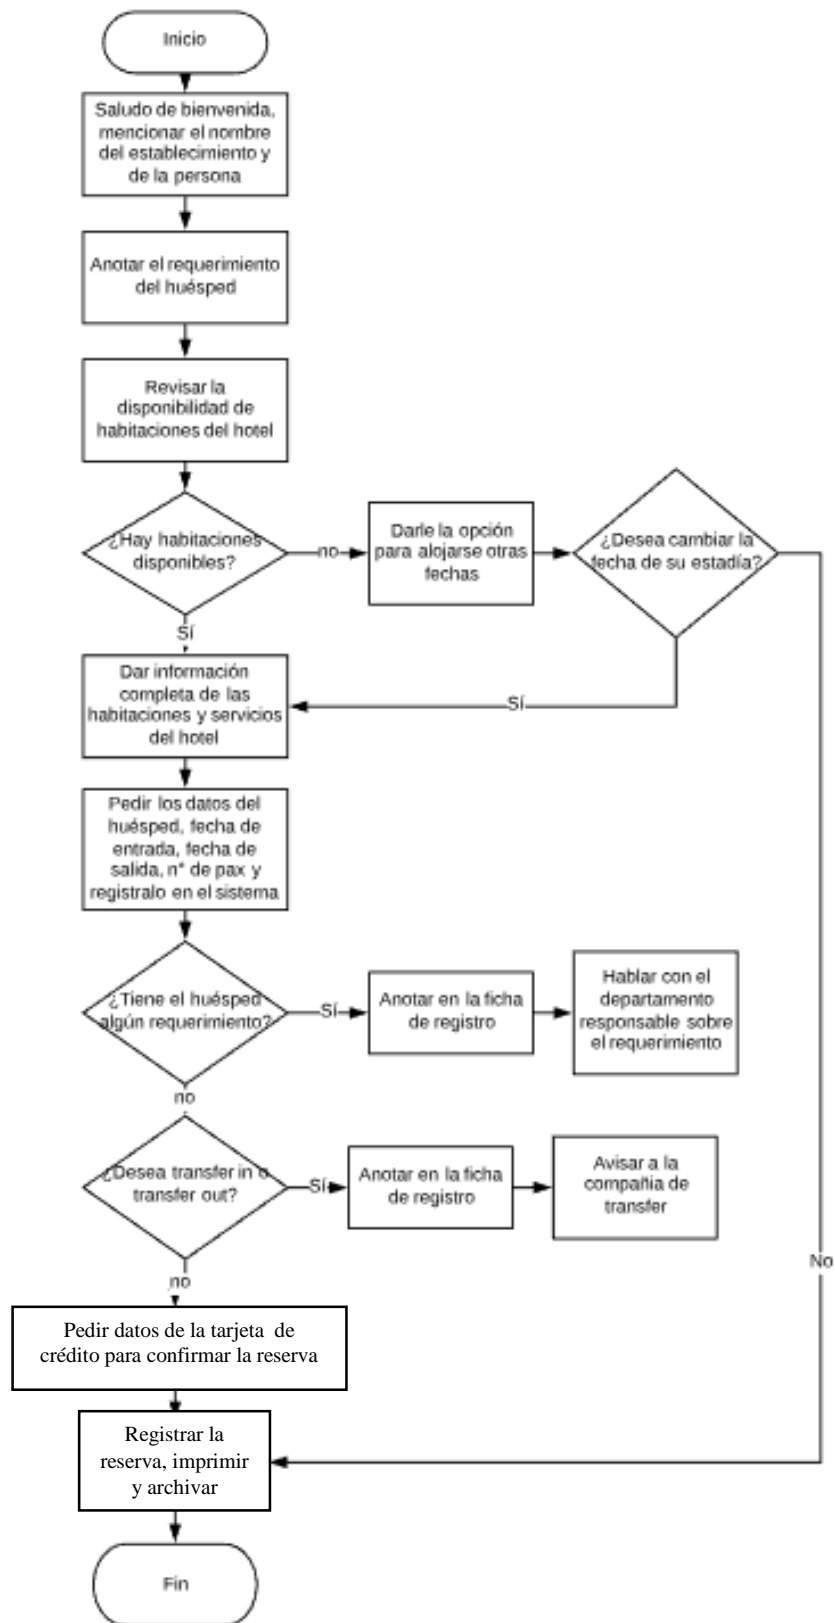 Inicio
Saludo de bienvenida,
mencionar el nombre
del establecimiento y
de la persona
Anotar el requerimiento
del huésped
Revisar la
disponibilidad de
habitaciones del hotel
¿Hay habitaciones
disponibles?
no
Darle la opción
para alojarse otras
fechas
¿Desea cambiar la
fecha de su estadía?
Sí
Dar información
completa de las
habitaciones y servicios
del hotel
Sí
Pedir los datos del
huésped, fecha de
entrada, fecha de
salida, n° de pax y
registralo en el sistema
¿Tiene el huésped
algún requerimiento?
Sí
Anotar en la ficha
de registro
Hablar con el
departamento
responsable sobre
el requerimiento
no
¿Desea transfer in o
transfer out?
Sí
Anotar en la ficha
de registro
Avisar a la
compañia de
transfer
No
no
Pedir datos de la tarjeta de
crédito para confirmar la reserva
Registrar la
reserva, imprimir
y archivar
Fin